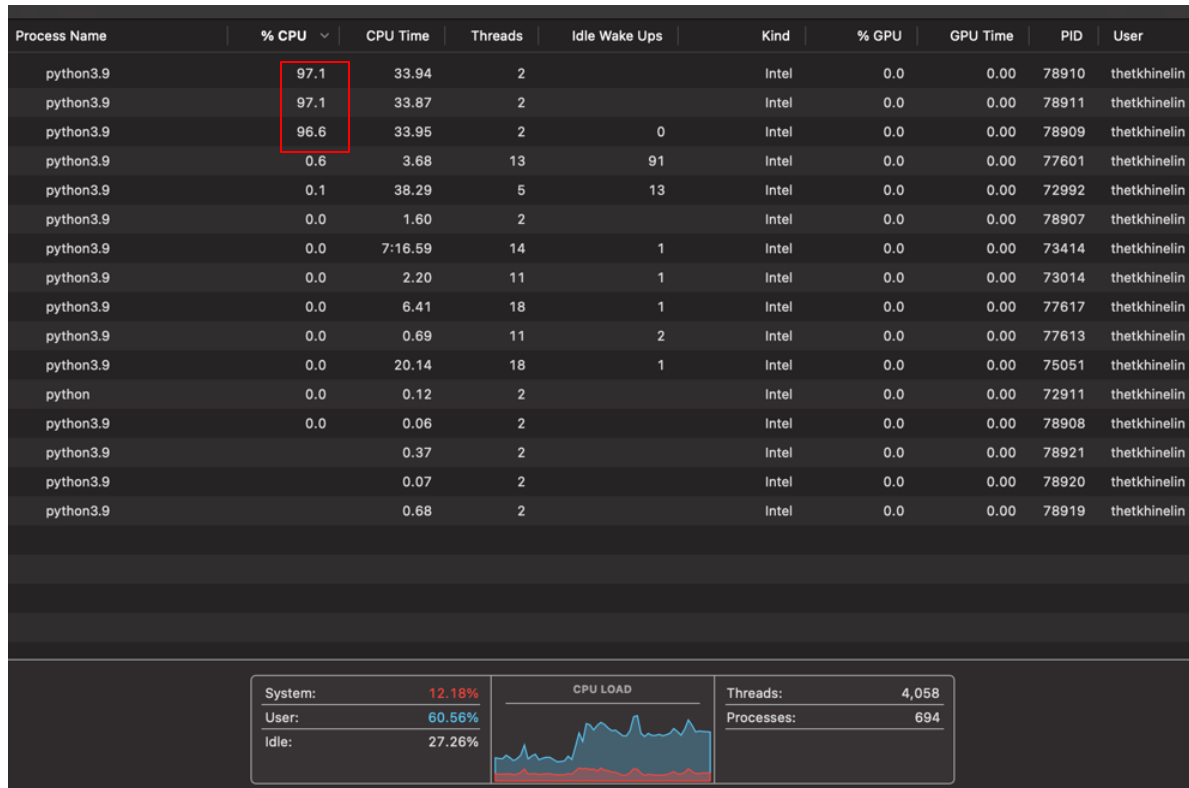 Process Name % CPU CPU Time Threads Idle Wake Ups Kind % GPU GPU Time PID User
python3.9 97.1 33.94 2 Intel 0.0 0.00 78910 thetkhinelin
python3.9 97.1 33.87 2 Intel 0.0 0.00 78911 thetkhinelin
python3.9 96.6 33.95 2 0 Intel 0.0 0.00 78909 thetkhinelin
python3.9 0.6 3.68 13 91 Intel 0.0 0.00 77601 thetkhinelin
python3.9 0.1 38.29 5 13 Intel 0.0 0.00 72992 thetkhinelin
python3.9 0.0 1.60 2 Intel 0.0 0.00 78907 thetkhinelin
python3.9 0.0 7:16.59 14 1 Intel 0.0 0.00 73414 thetkhinelin
python3.9 0.0 2.20 11 1 Intel 0.0 0.00 73014 thetkhinelin
python3.9 0.0 6.41 18 1 Intel 0.0 0.00 77617 thetkhinelin
python3.9 0.0 0.69 11 2 Intel 0.0 0.00 77613 thetkhinelin
python3.9 0.0 20.14 18 1 Intel 0.0 0.00 75051 thetkhinelin
python 0.0 0.12 2 Intel 0.0 0.00 72911 thetkhinelin
python3.9 0.0 0.06 2 Intel 0.0 0.00 78908 thetkhinelin
python3.9 0.37 2 Intel 0.0 0.00 78921 thetkhinelin
python3.9 0.07 2 Intel 0.0 0.00 78920 thetkhinelin
python3.9 0.68 2 Intel 0.0 0.00 78919 thetkhinelin
System: 12.18%
User: 60.56%
Idle: 27.26%
CPU LOAD
Threads: 4,058
Processes: 694